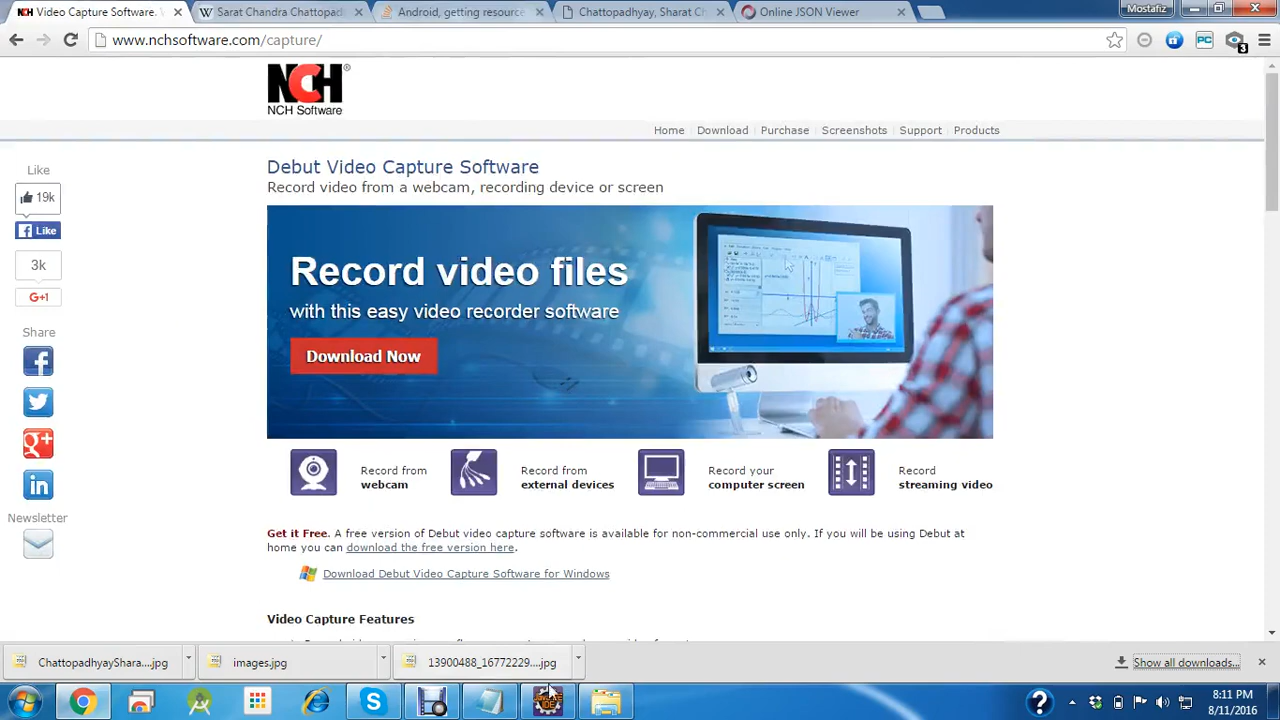 Video Capture Software. W
Sarat Chandra Chattopad
Android, getting resource
Chattopadhyay, Sharat Cl
Online JSON Viewer
Mostafiz
www.nchsoftware.com/capture/
PC
3
NCH®
NCH Software
Home
Download
Purchase
Screenshots
Support
Products
Debut Video Capture Software
Record video from a webcam, recording device or screen
Like
19k
Like
3k
G+1
Share
Newsletter
Record video files
with this easy video recorder software
Download Now
Record from
webcam
Record from
external devices
Record your
computer screen
Record
streaming video
Get it Free. A free version of Debut video capture software is available for non-commercial use only. If you will be using Debut at
home you can download the free version here.
Download Debut Video Capture Software for Windows
Video Capture Features
ChattopadhyayShara....jpg
images.jpg
13900488_16772229....jpg
Show all downloads...
8:11 PM
8/11/2016